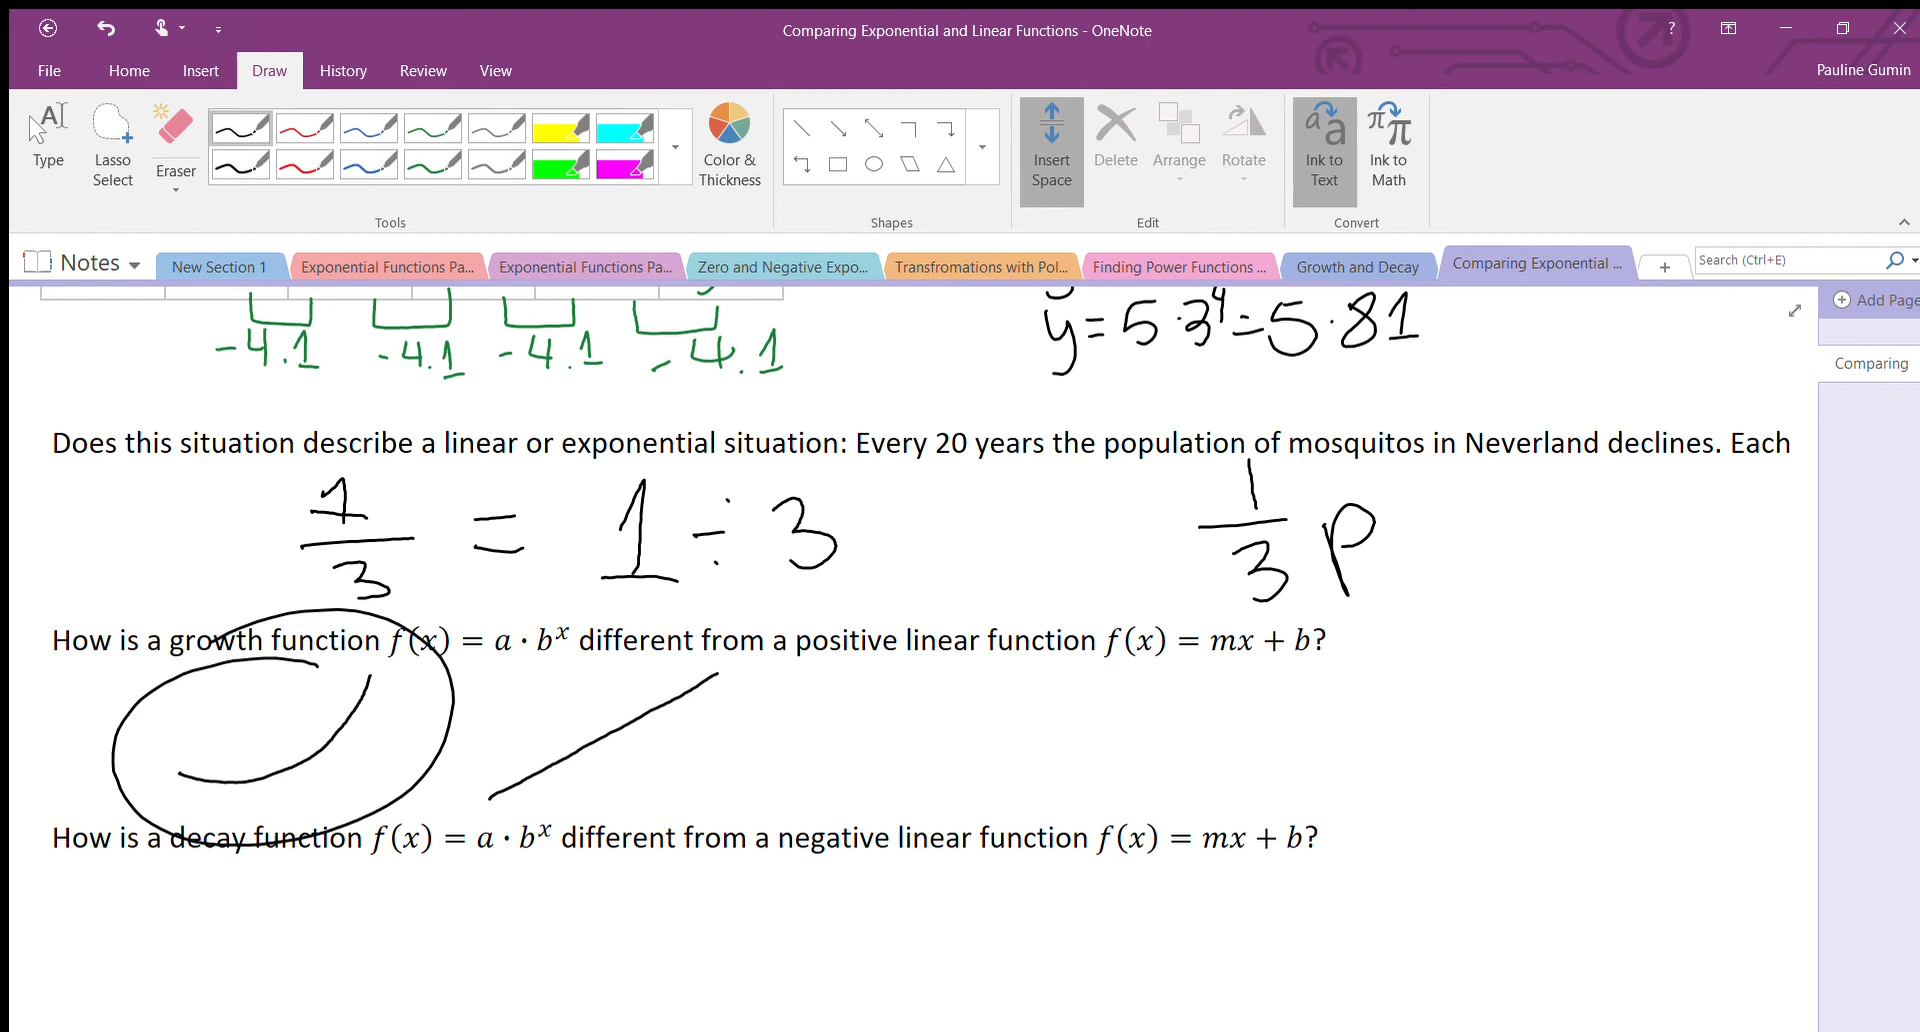 Comparing Exponential and Linear Functions - OneNote
?
Pauline Gumin
File Home Insert Draw History Review View
Type
Lasso Select
Eraser
Color & Thickness
Insert Space
Delete
Arrange
Rotate
Ink to Text
Ink to Math
Tools
Shapes
Edit
Convert
Notes
New Section 1
Exponential Functions Pa...
Exponential Functions Pa...
Zero and Negative Expo...
Transfromations with Pol...
Finding Power Functions ...
Growth and Decay
Comparing Exponential ...
+
Search (Ctrl+E)
Add Page
Comparing
-4.1 -4.1 -4.1 -4.1
y = 5·3⁴ = 5·81
Does this situation describe a linear or exponential situation: Every 20 years the population of mosquitos in Neverland declines. Each
1/3 = 1 ÷ 3
1/3 P
How is a growth function f(x) = a · bˣ different from a positive linear function f(x) = mx + b?
How is a decay function f(x) = a · bˣ different from a negative linear function f(x) = mx + b?